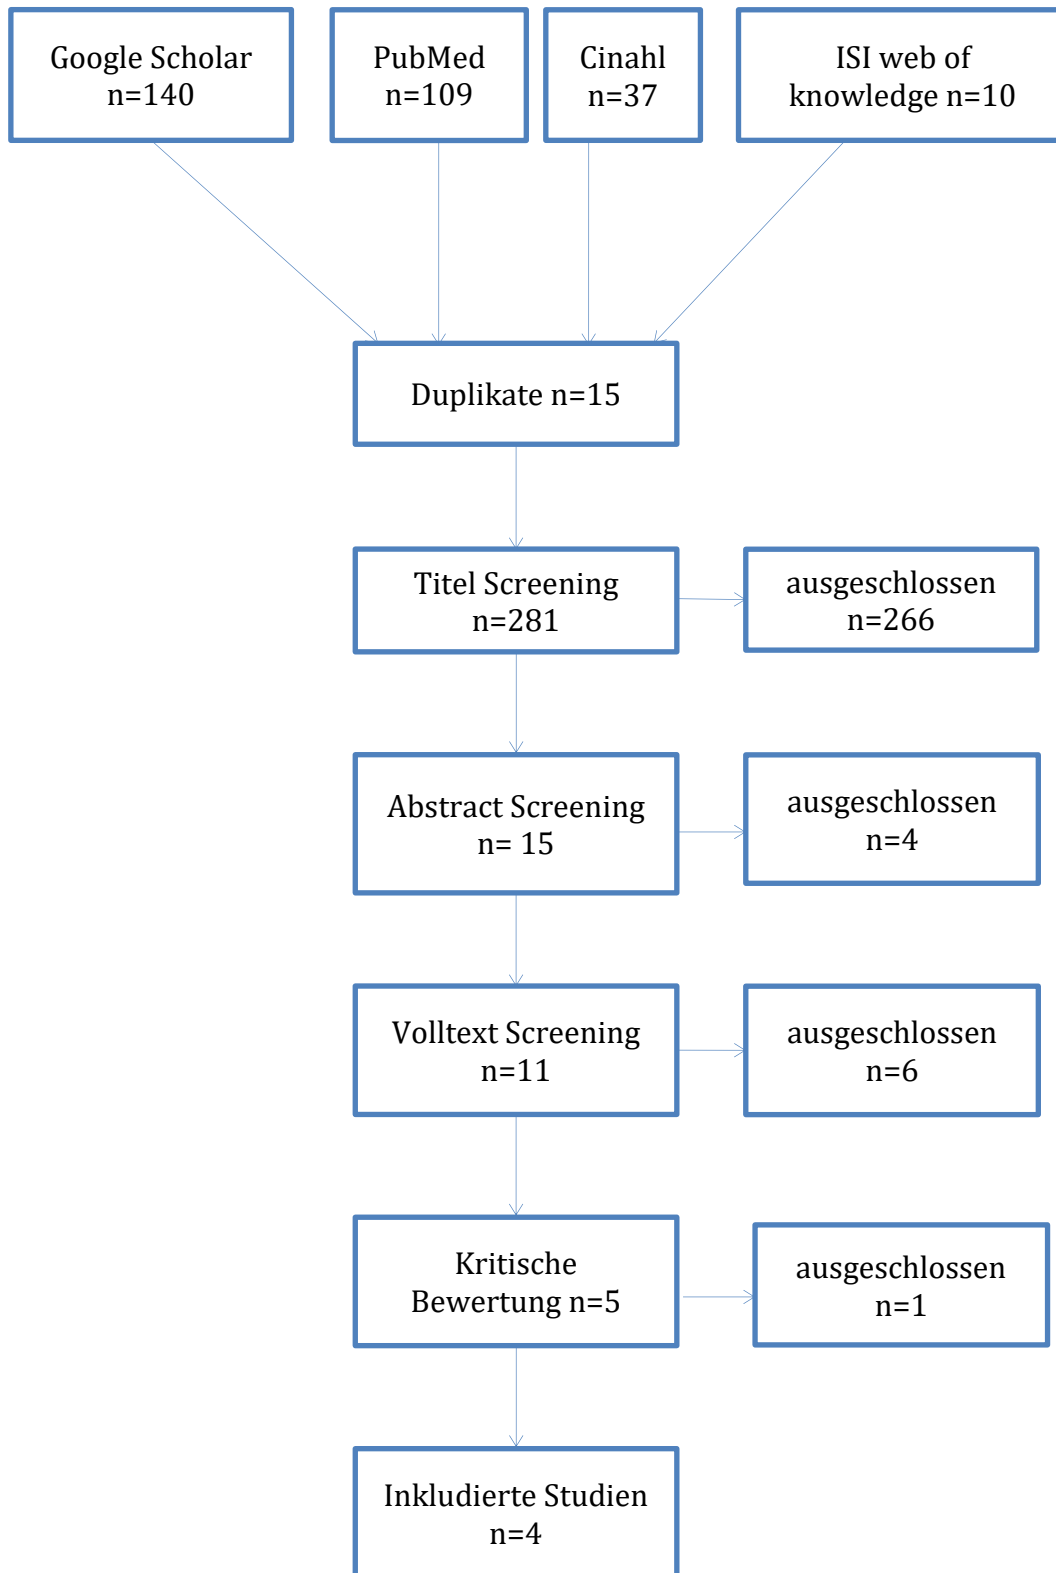 Google Scholar
n=140
PubMed
n=109
Cinahl
n=37
ISI web of
knowledge n=10
Duplikate n=15
Titel Screening
n=281
ausgeschlossen
n=266
Abstract Screening
n= 15
ausgeschlossen
n=4
Volltext Screening
n=11
ausgeschlossen
n=6
Kritische
Bewertung n=5
ausgeschlossen
n=1
Inkludierte Studien
n=4